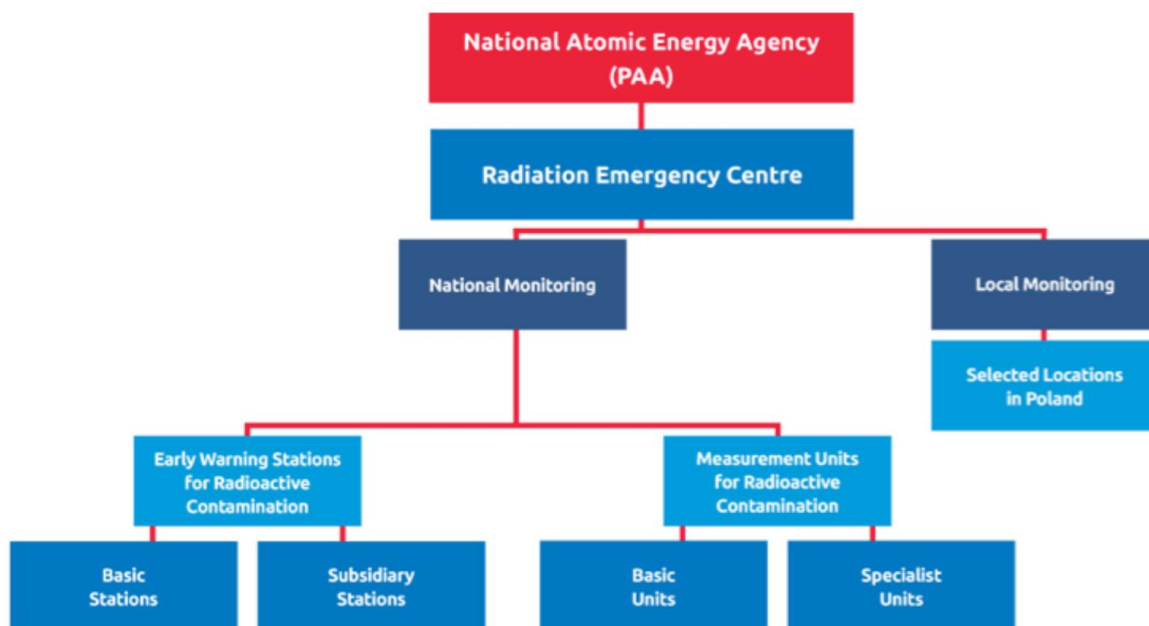 National Atomic Energy Agency
(PAA)
Radiation Emergency Centre
National Monitoring
Local Monitoring
Selected Locations
in Poland
Early Warning Stations
for Radioactive
Contamination
Measurement Units
for Radioactive
Contamination
Basic
Stations
Subsidiary
Stations
Basic
Units
Specialist
Units